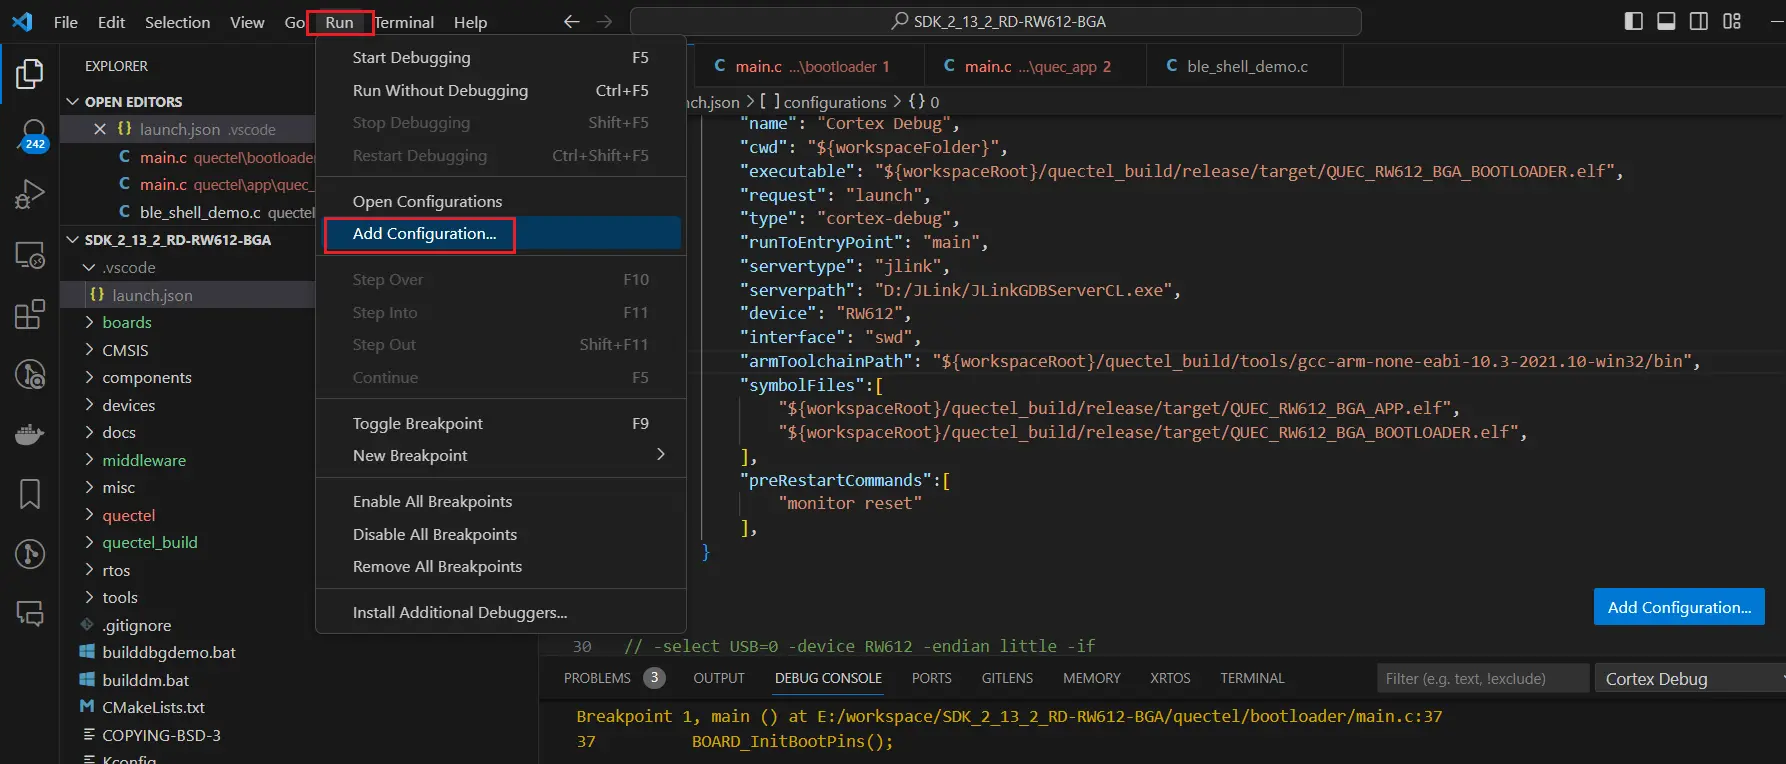 File Edit Selection View Go Run Terminal Help
SDK_2_13_2_RD-RW612-BGA
EXPLORER
OPEN EDITORS
launch.json .vscode
main.c quectel\bootloader
main.c quectel\app\quec_
ble_shell_demo.c quectel
SDK_2_13_2_RD-RW612-BGA
.vscode
launch.json
boards
CMSIS
components
devices
docs
middleware
misc
quectel
quectel_build
rtos
tools
.gitignore
builddbgdemo.bat
builddm.bat
CMakeLists.txt
COPYING-BSD-3
Kconfig
242
Start Debugging F5
Run Without Debugging Ctrl+F5
Stop Debugging Shift+F5
Restart Debugging Ctrl+Shift+F5
Open Configurations
Add Configuration...
Step Over F10
Step Into F11
Step Out Shift+F11
Continue F5
Toggle Breakpoint F9
New Breakpoint
Enable All Breakpoints
Disable All Breakpoints
Remove All Breakpoints
Install Additional Debuggers...
C main.c ...\bootloader 1
C main.c ...\quec_app 2
C ble_shell_demo.c
nch.json > [ ] configurations > {} 0
"name": "Cortex Debug",
"cwd": "${workspaceFolder}",
"executable": "${workspaceRoot}/quectel_build/release/target/QUEC_RW612_BGA_BOOTLOADER.elf",
"request": "launch",
"type": "cortex-debug",
"runToEntryPoint": "main",
"servertype": "jlink",
"serverpath": "D:/JLink/JLinkGDBServerCL.exe",
"device": "RW612",
"interface": "swd",
"armToolchainPath": "${workspaceRoot}/quectel_build/tools/gcc-arm-none-eabi-10.3-2021.10-win32/bin",
"symbolFiles":[
"${workspaceRoot}/quectel_build/release/target/QUEC_RW612_BGA_APP.elf",
"${workspaceRoot}/quectel_build/release/target/QUEC_RW612_BGA_BOOTLOADER.elf",
],
"preRestartCommands":[
"monitor reset"
],
}
Add Configuration...
30 // -select USB=0 -device RW612 -endian little -if
PROBLEMS 3 OUTPUT DEBUG CONSOLE PORTS GITLENS MEMORY XRTOS TERMINAL
Filter (e.g. text, !exclude)
Cortex Debug
Breakpoint 1, main () at E:/workspace/SDK_2_13_2_RD-RW612-BGA/quectel/bootloader/main.c:37
37 BOARD_InitBootPins();